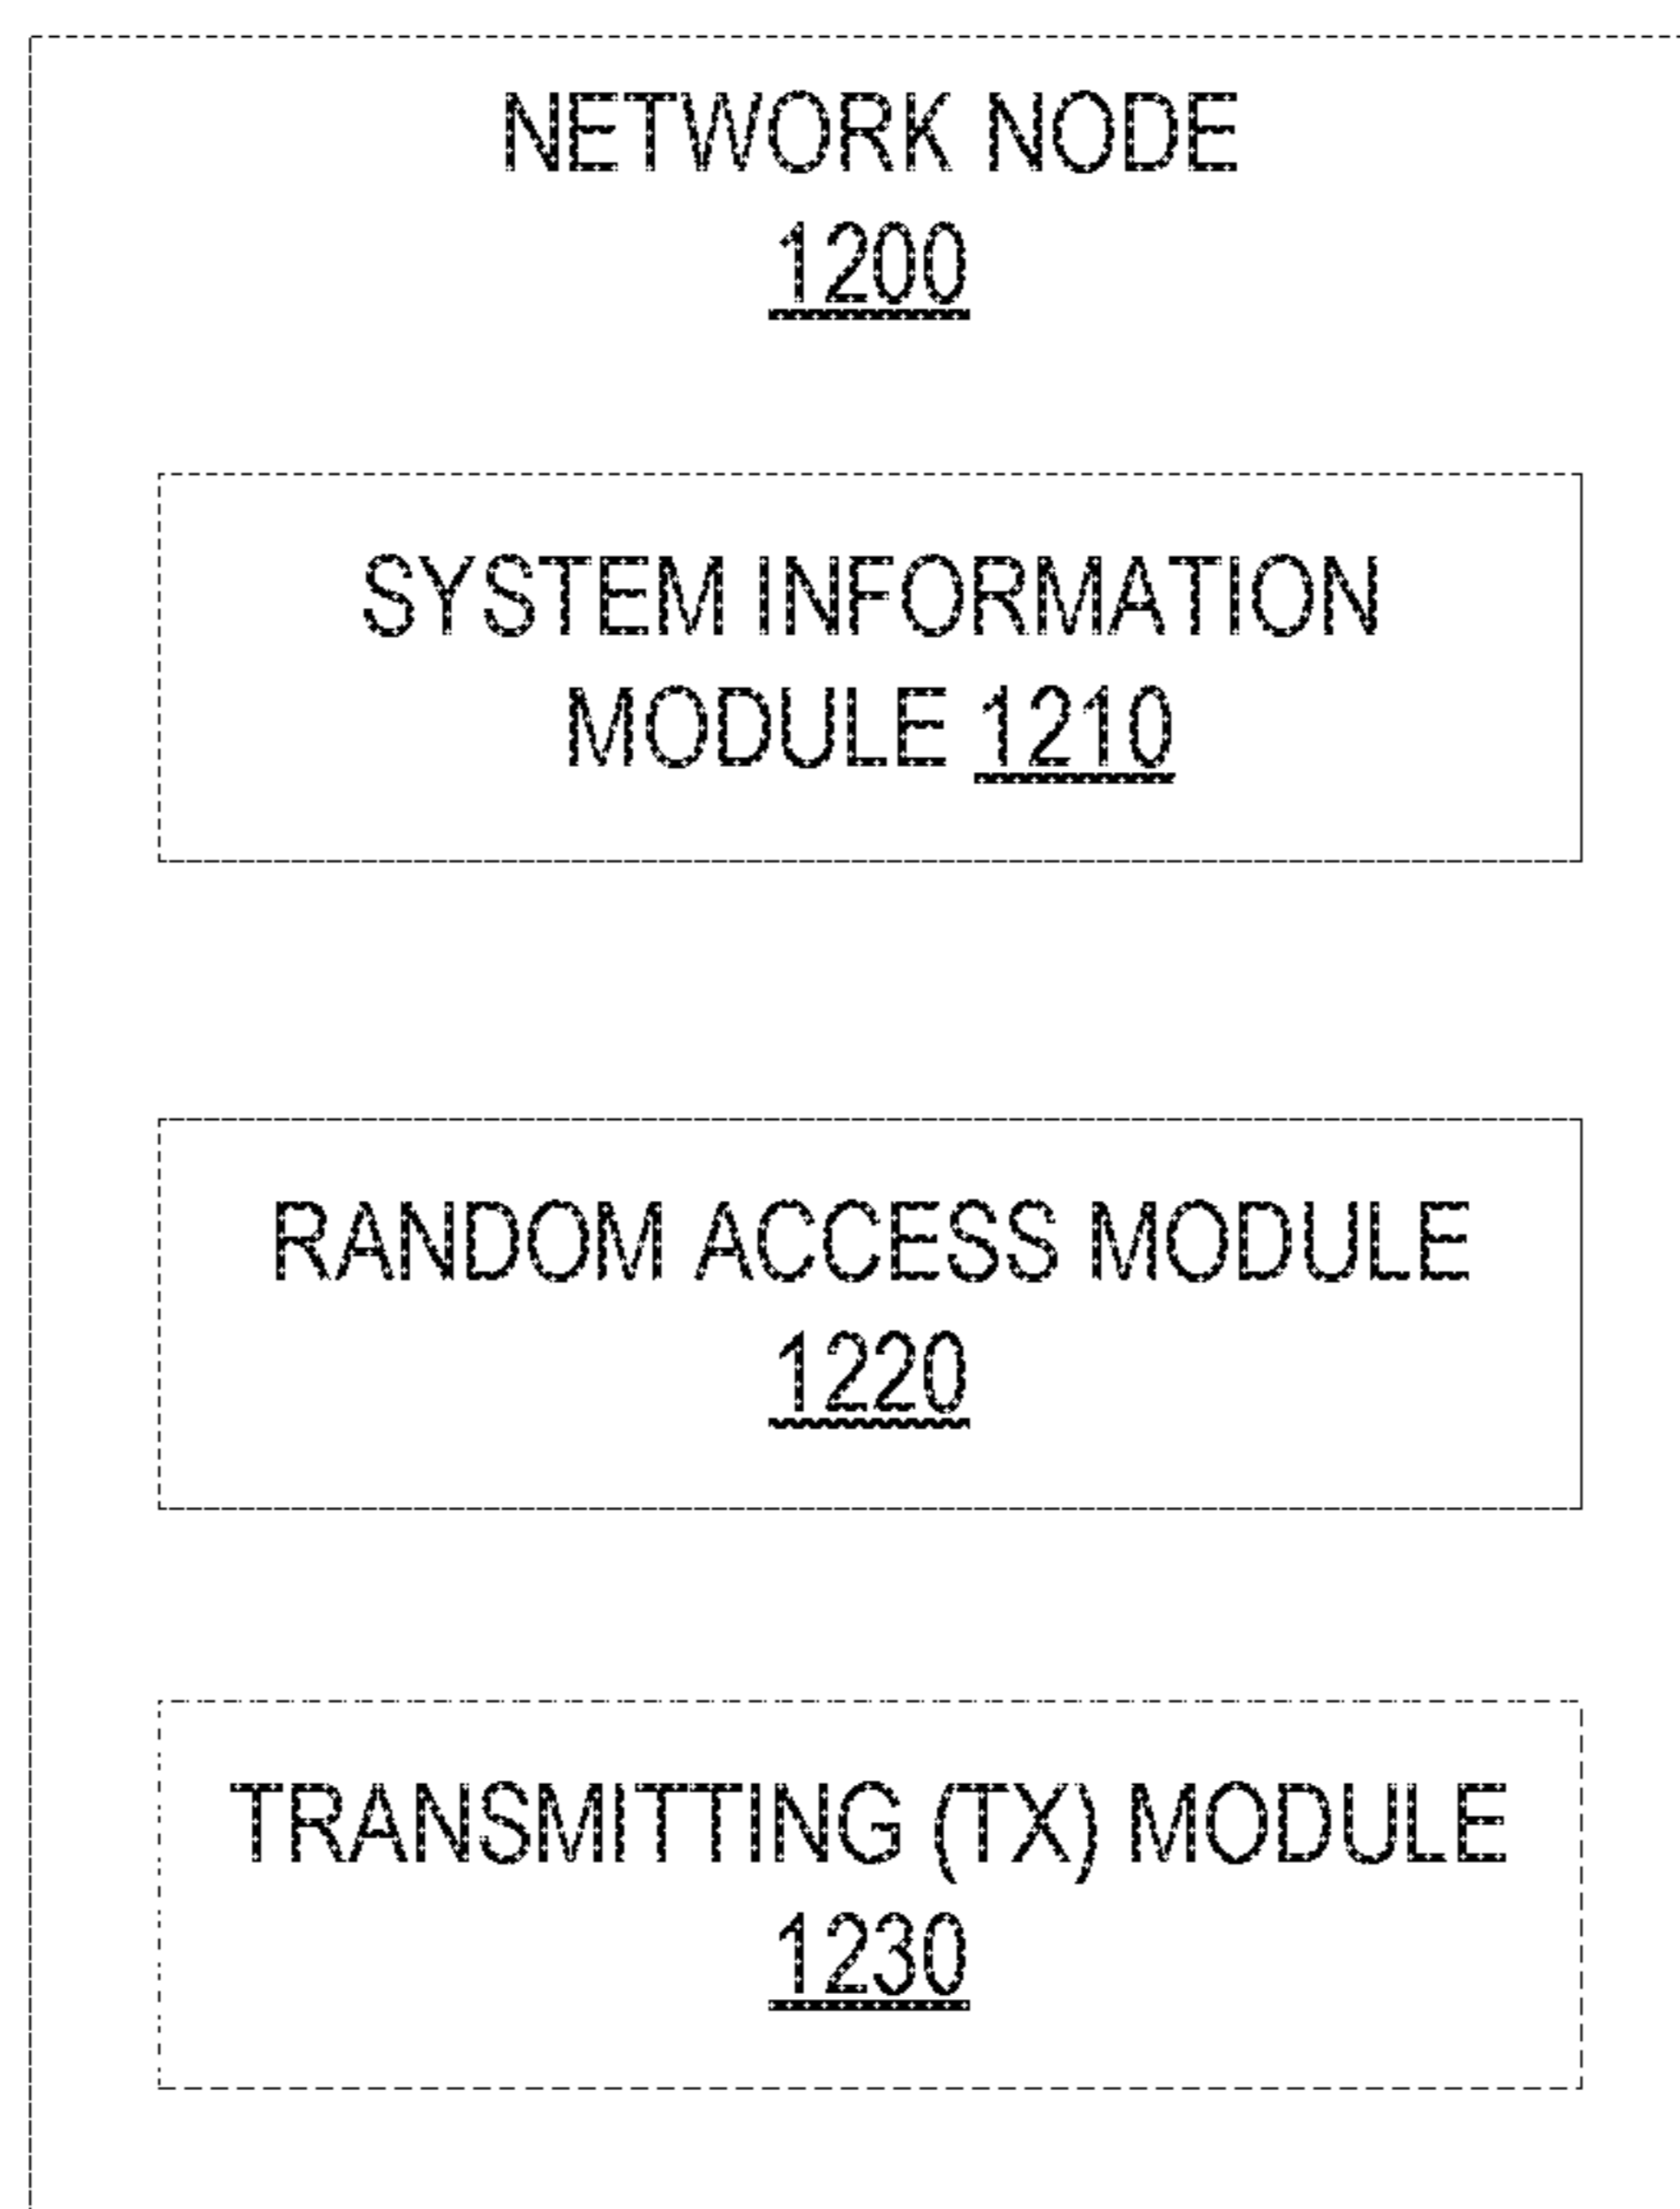 NETWORK NODE
1200
SYSTEM INFORMATION
MODULE 1210
RANDOM ACCESS MODULE
1220
TRANSMITTING (TX) MODULE
1230